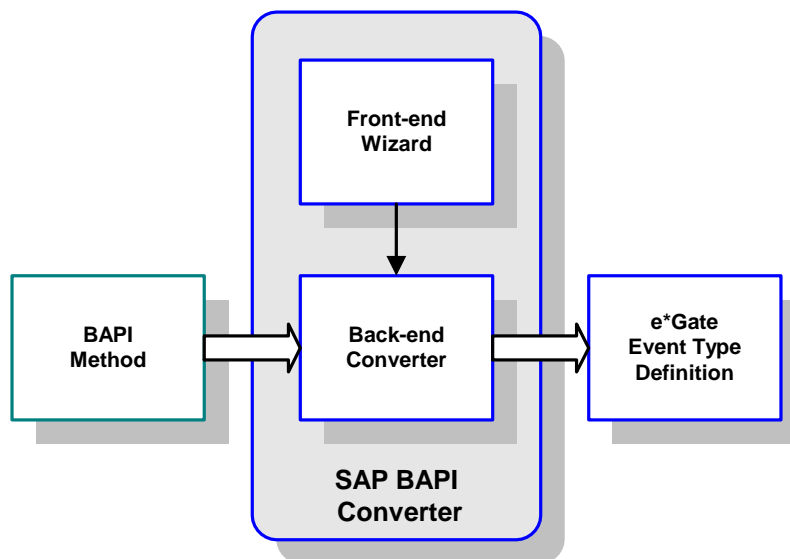 Front-end
Wizard
BAPI
Method
Back-end
Converter
e*Gate
Event Type
Definition
SAP BAPI
Converter